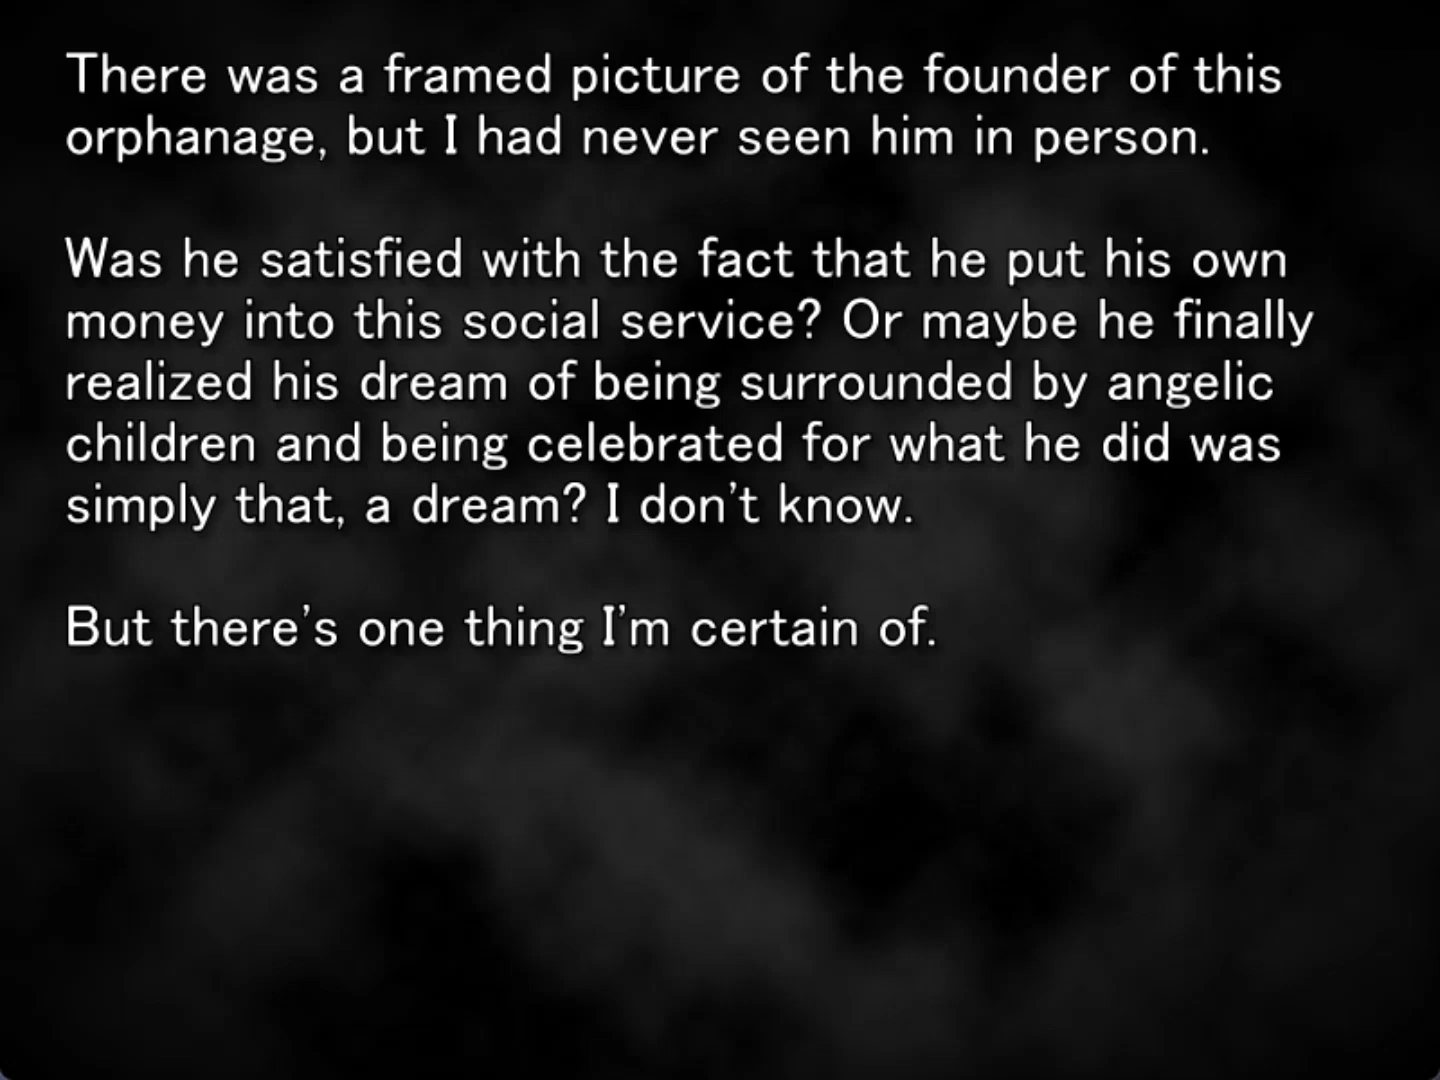 There was a framed picture of the founder of this
orphanage, but I had never seen him in person.
Was he satisfied with the fact that he put his own
money into this social service? Or maybe he finally
realized his dream of being surrounded by angelic
children and being celebrated for what he did was
simply that, a dream? I don't know.
But there's one thing I'm certain of.